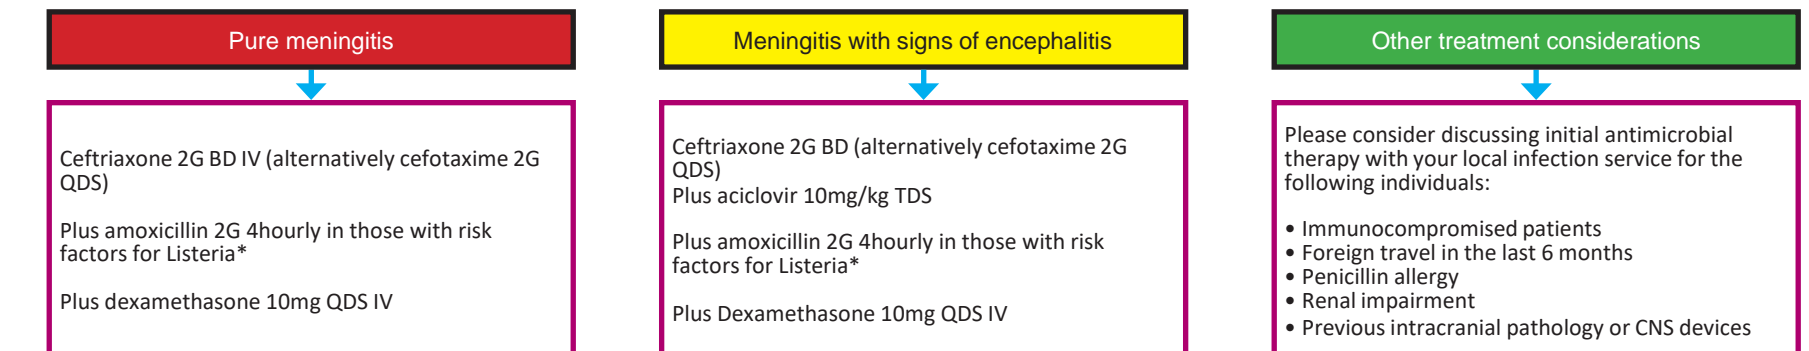 Pure meningitis
Ceftriaxone 2G BD IV (alternatively cefotaxime 2G
QDS)
Plus amoxicillin 2G 4hourly in those with risk
factors for Listeria*
Plus dexamethasone 10mg QDS IV
Meningitis with signs of encephalitis
Ceftriaxone 2G BD (alternatively cefotaxime 2G
QDS)
Plus aciclovir 10mg/kg TDS
Plus amoxicillin 2G 4hourly in those with risk
factors for Listeria*
Plus Dexamethasone 10mg QDS IV
Other treatment considerations
Please consider discussing initial antimicrobial
therapy with your local infection service for the
following individuals:
• Immunocompromised patients
• Foreign travel in the last 6 months
• Penicillin allergy
• Renal impairment
• Previous intracranial pathology or CNS devices